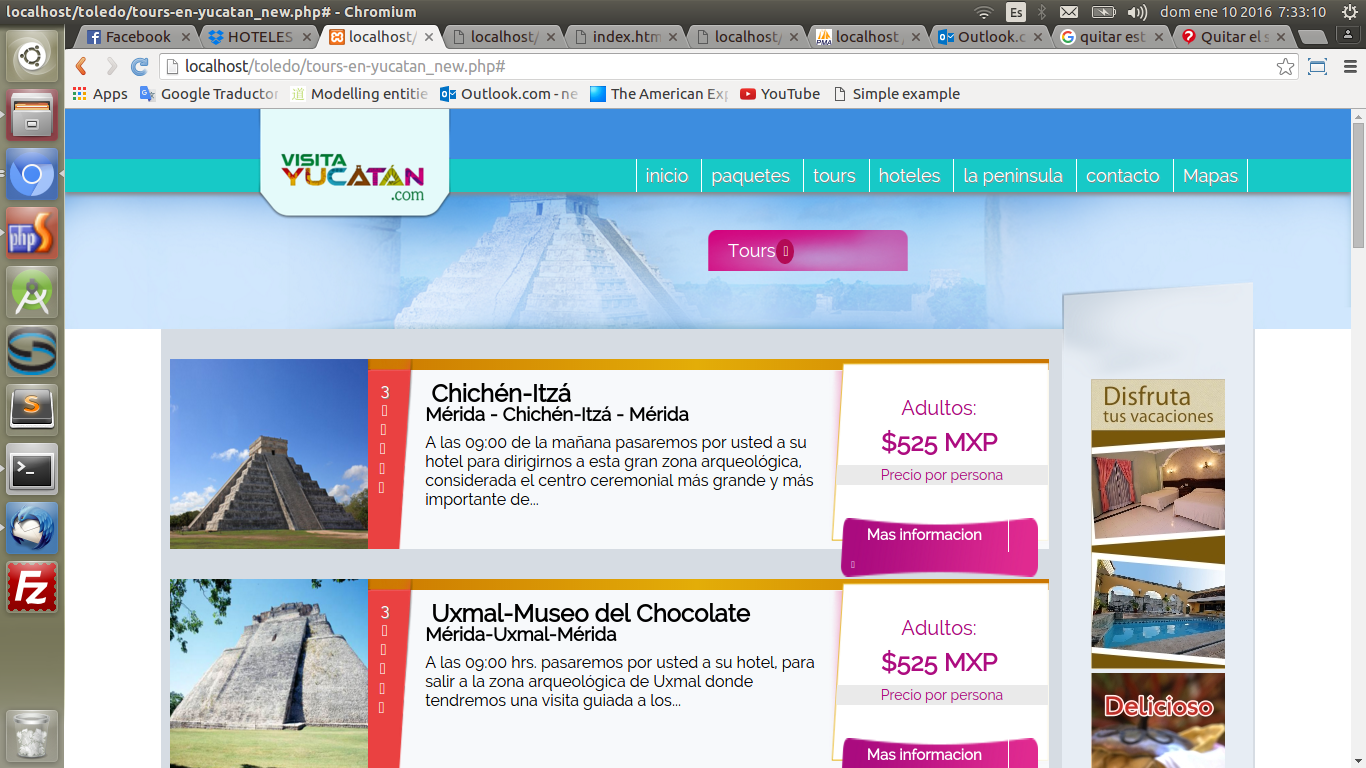 localhost/toledo/tours-en-yucatan_new.php# - Chromium
Es
dom ene 10 2016 7:33:10
Facebook
HOTELES
localhost/
localhost/
index.htm
localhost/
localhost
Outlook.c
quitar est
Quitar el s
localhost/toledo/tours-en-yucatan_new.php#
Apps
Google Traductor
Modelling entitie
Outlook.com - ne
The American Ex
YouTube
Simple example
VISITA
YUCATÁN
.com
inicio
paquetes
tours
hoteles
la peninsula
contacto
Mapas
Tours
3
Chichén-Itzá
Mérida - Chichén-Itzá - Mérida
A las 09:00 de la mañana pasaremos por usted a su
hotel para dirigirnos a esta gran zona arqueológica,
considerada el centro ceremonial más grande y más
importante de...
Adultos:
$525 MXP
Precio por persona
Mas informacion
3
Uxmal-Museo del Chocolate
Mérida-Uxmal-Mérida
A las 09:00 hrs. pasaremos por usted a su hotel, para
salir a la zona arqueológica de Uxmal donde
tendremos una visita guiada a los...
Adultos:
$525 MXP
Precio por persona
Mas informacion
Disfruta
tus vacaciones
Delicioso
php
S
S
Fz
PMA